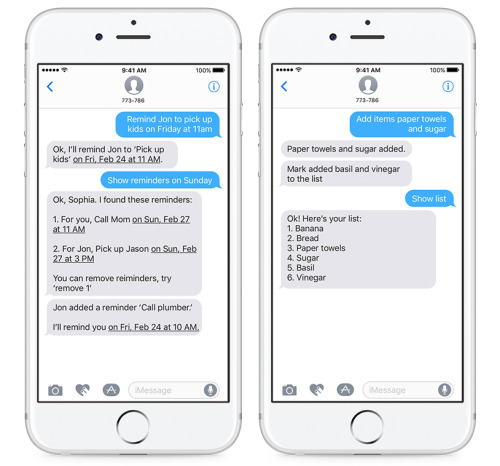 9:41 AM
100%
773-786
Remind Jon to pick up
kids on Friday at 11am
Ok, I'll remind Jon to 'Pick up
kids' on Fri, Feb 24 at 11 AM.
Show reminders on Sunday
Ok, Sophia. I found these reminders:
1. For you, Call Mom on Sun, Feb 27
at 11 AM
2. For Jon, Pick up Jason on Sun, Feb
27 at 3 PM
You can remove reiminders, try
'remove 1'
Jon added a reminder 'Call plumber.'
I'll remind you on Fri, Feb 24 at 10 AM.
iMessage
9:41 AM
100%
773-786
Add items paper towels
and sugar
Paper towels and sugar added.
Mark added basil and vinegar
to the list
Show list
Ok! Here's your list:
1. Banana
2. Bread
3. Paper towels
4. Sugar
5. Basil
6. Vinegar
iMessage